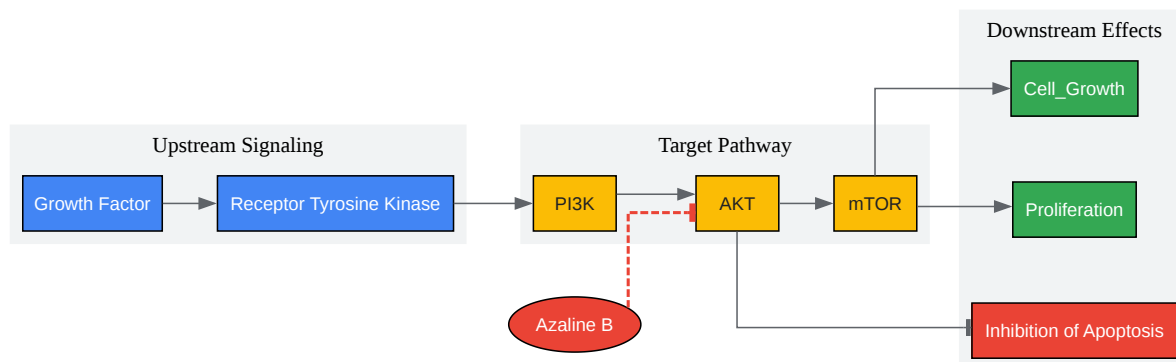 Downstream Effects
Cell_Growth
Upstream Signaling
Target Pathway
Growth Factor
Receptor Tyrosine Kinase
PI3K
AKT
mTOR
Proliferation
Azaline B
Inhibition of Apoptosis